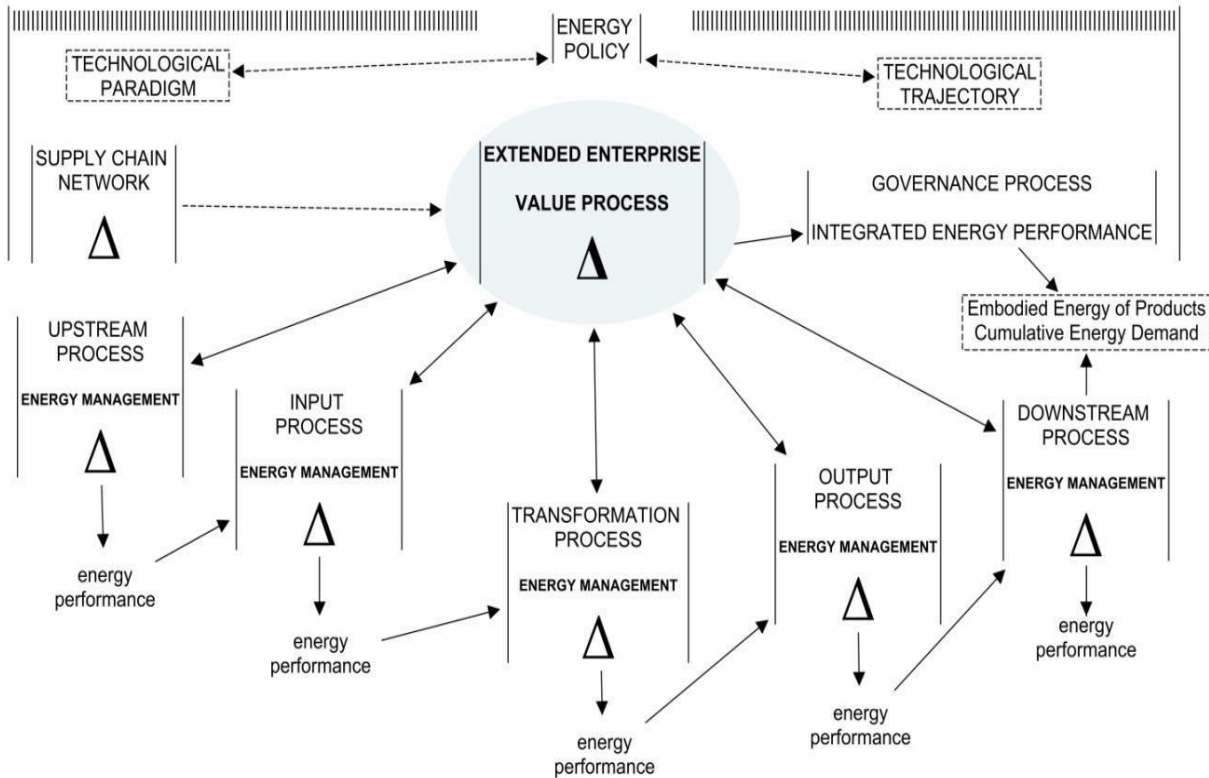 ENERGY
POLICY
TECHNOLOGICAL
PARADIGM
TECHNOLOGICAL
TRAJECTORY
SUPPLY CHAIN
NETWORK
EXTENDED ENTERPRISE
VALUE PROCESS
GOVERNANCE PROCESS
INTEGRATED ENERGY PERFORMANCE
Embodied Energy of Products
Cumulative Energy Demand
UPSTREAM
PROCESS
ENERGY MANAGEMENT
energy
performance
INPUT
PROCESS
ENERGY MANAGEMENT
energy
performance
TRANSFORMATION
PROCESS
ENERGY MANAGEMENT
energy
performance
OUTPUT
PROCESS
ENERGY MANAGEMENT
energy
performance
DOWNSTREAM
PROCESS
ENERGY MANAGEMENT
energy
performance